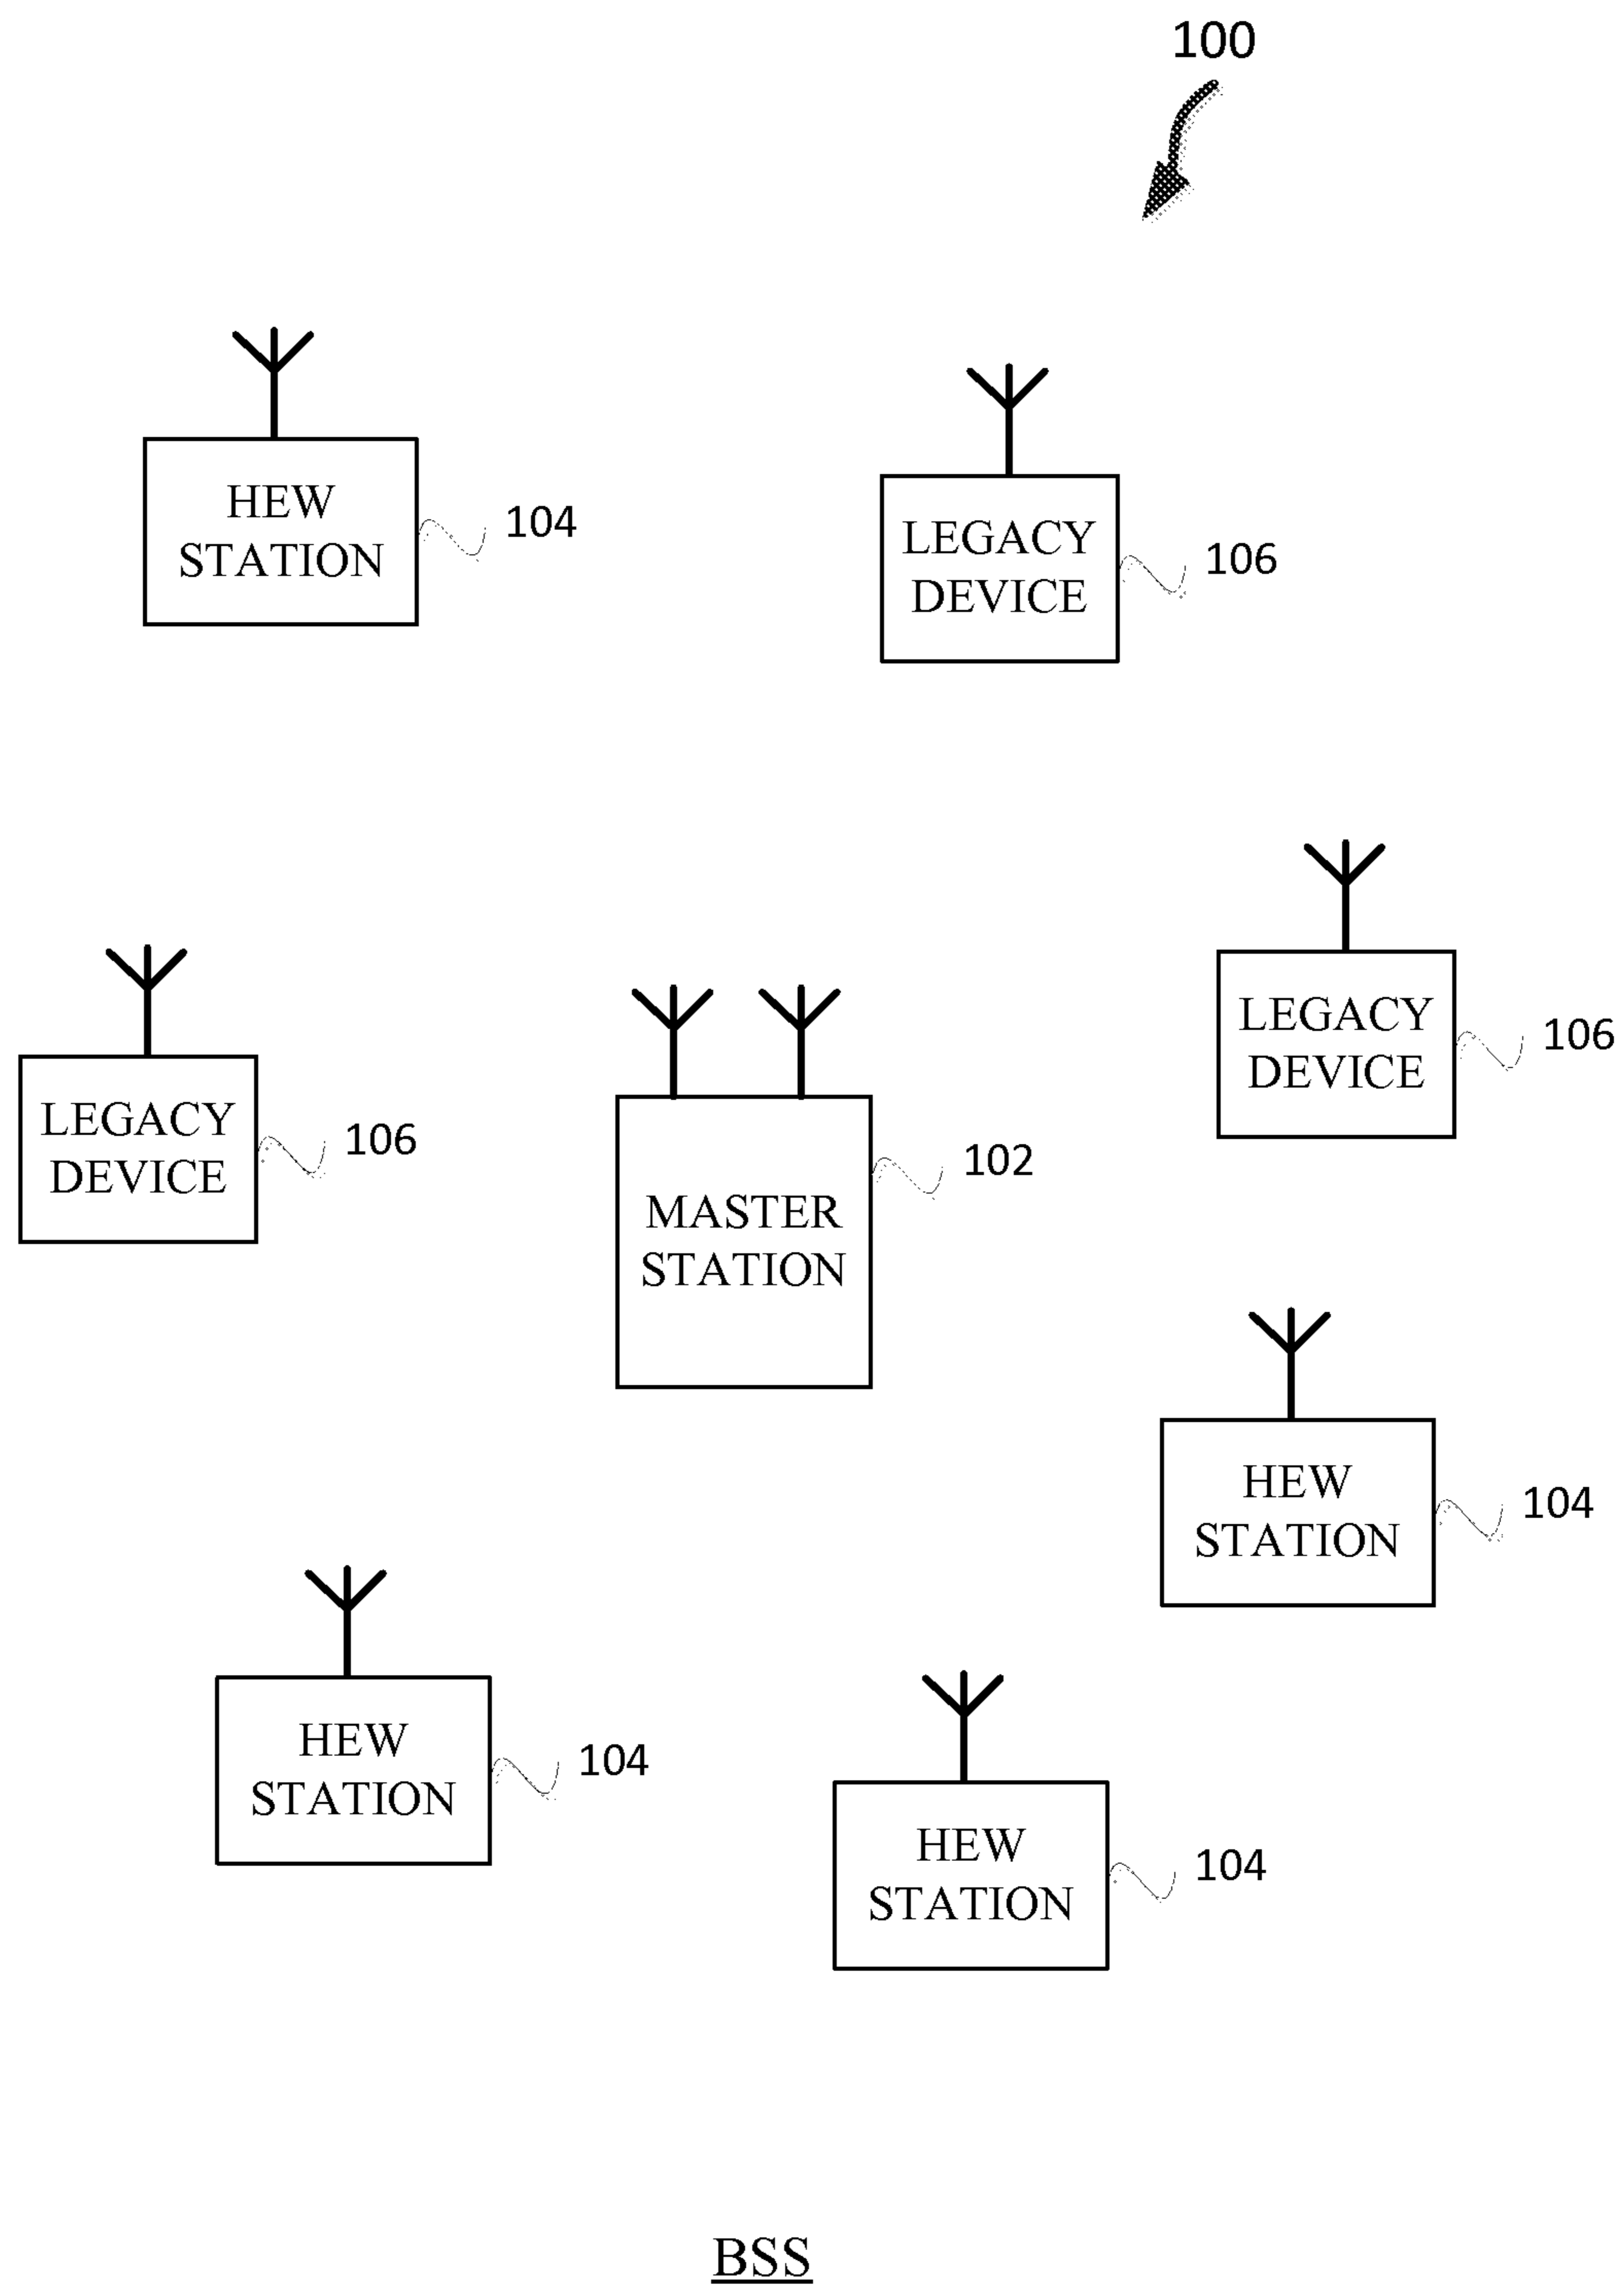 100
HEW
STATION
104
LEGACY
DEVICE
106
LEGACY
DEVICE
106
LEGACY
DEVICE
106
MASTER
STATION
102
HEW
STATION
104
HEW
STATION
104
HEW
STATION
104
BSS